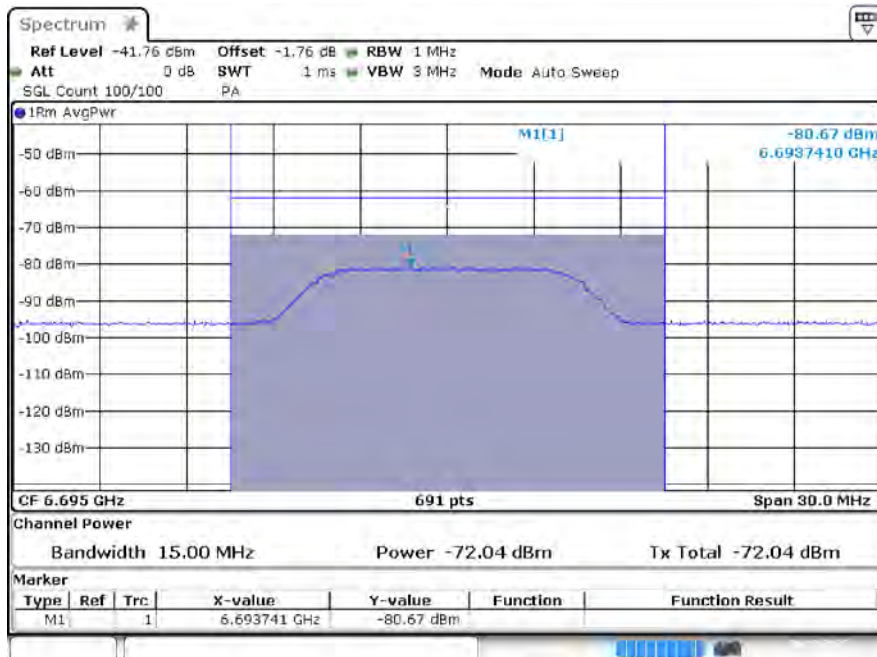 Spectrum
Ref Level -41.76 dBm Offset -1.76 dB RBW 1 MHz
Att 0 dB SWT 1 ms VBW 3 MHz Mode Auto Sweep
SGL Count 100/100 PA
1Rm AvgPwr
M1[1] -80.67 dBm
6.6937410 GHz
-50 dBm
-60 dBm
-70 dBm
-80 dBm
-90 dBm
-100 dBm
-110 dBm
-120 dBm
-130 dBm
CF 6.695 GHz 691 pts Span 30.0 MHz
Channel Power
Bandwidth 15.00 MHz Power -72.04 dBm Tx Total -72.04 dBm
Marker
Type Ref Trc X-value Y-value Function Function Result
M1 1 6.693741 GHz -80.67 dBm